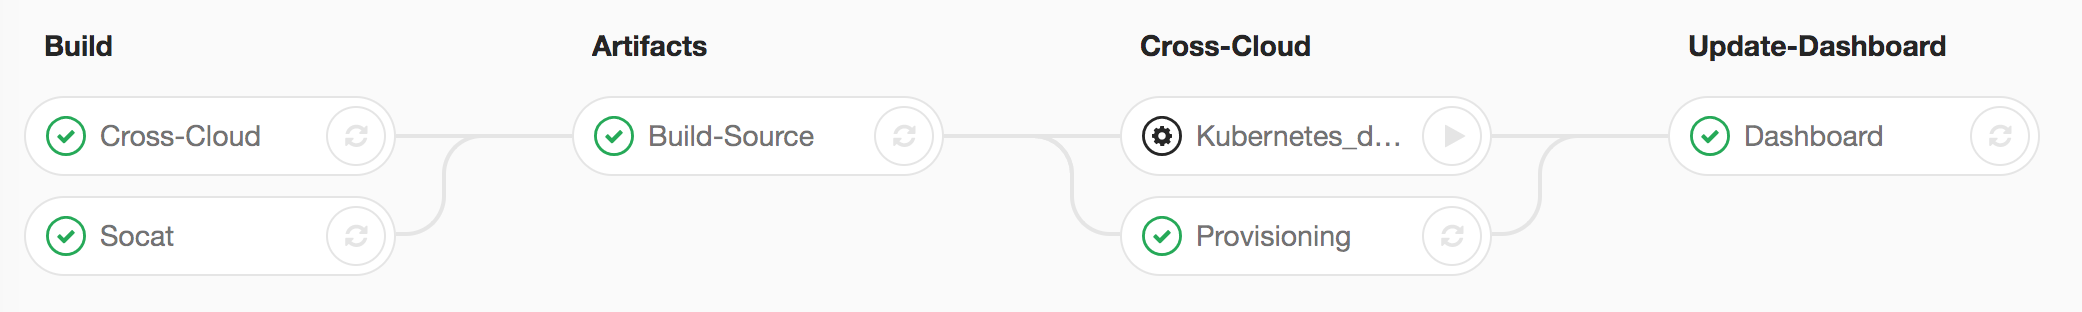 Build
Artifacts
Cross-Cloud
Update-Dashboard
Cross-Cloud
Build-Source
Kubernetes_d...
Dashboard
Socat
Provisioning